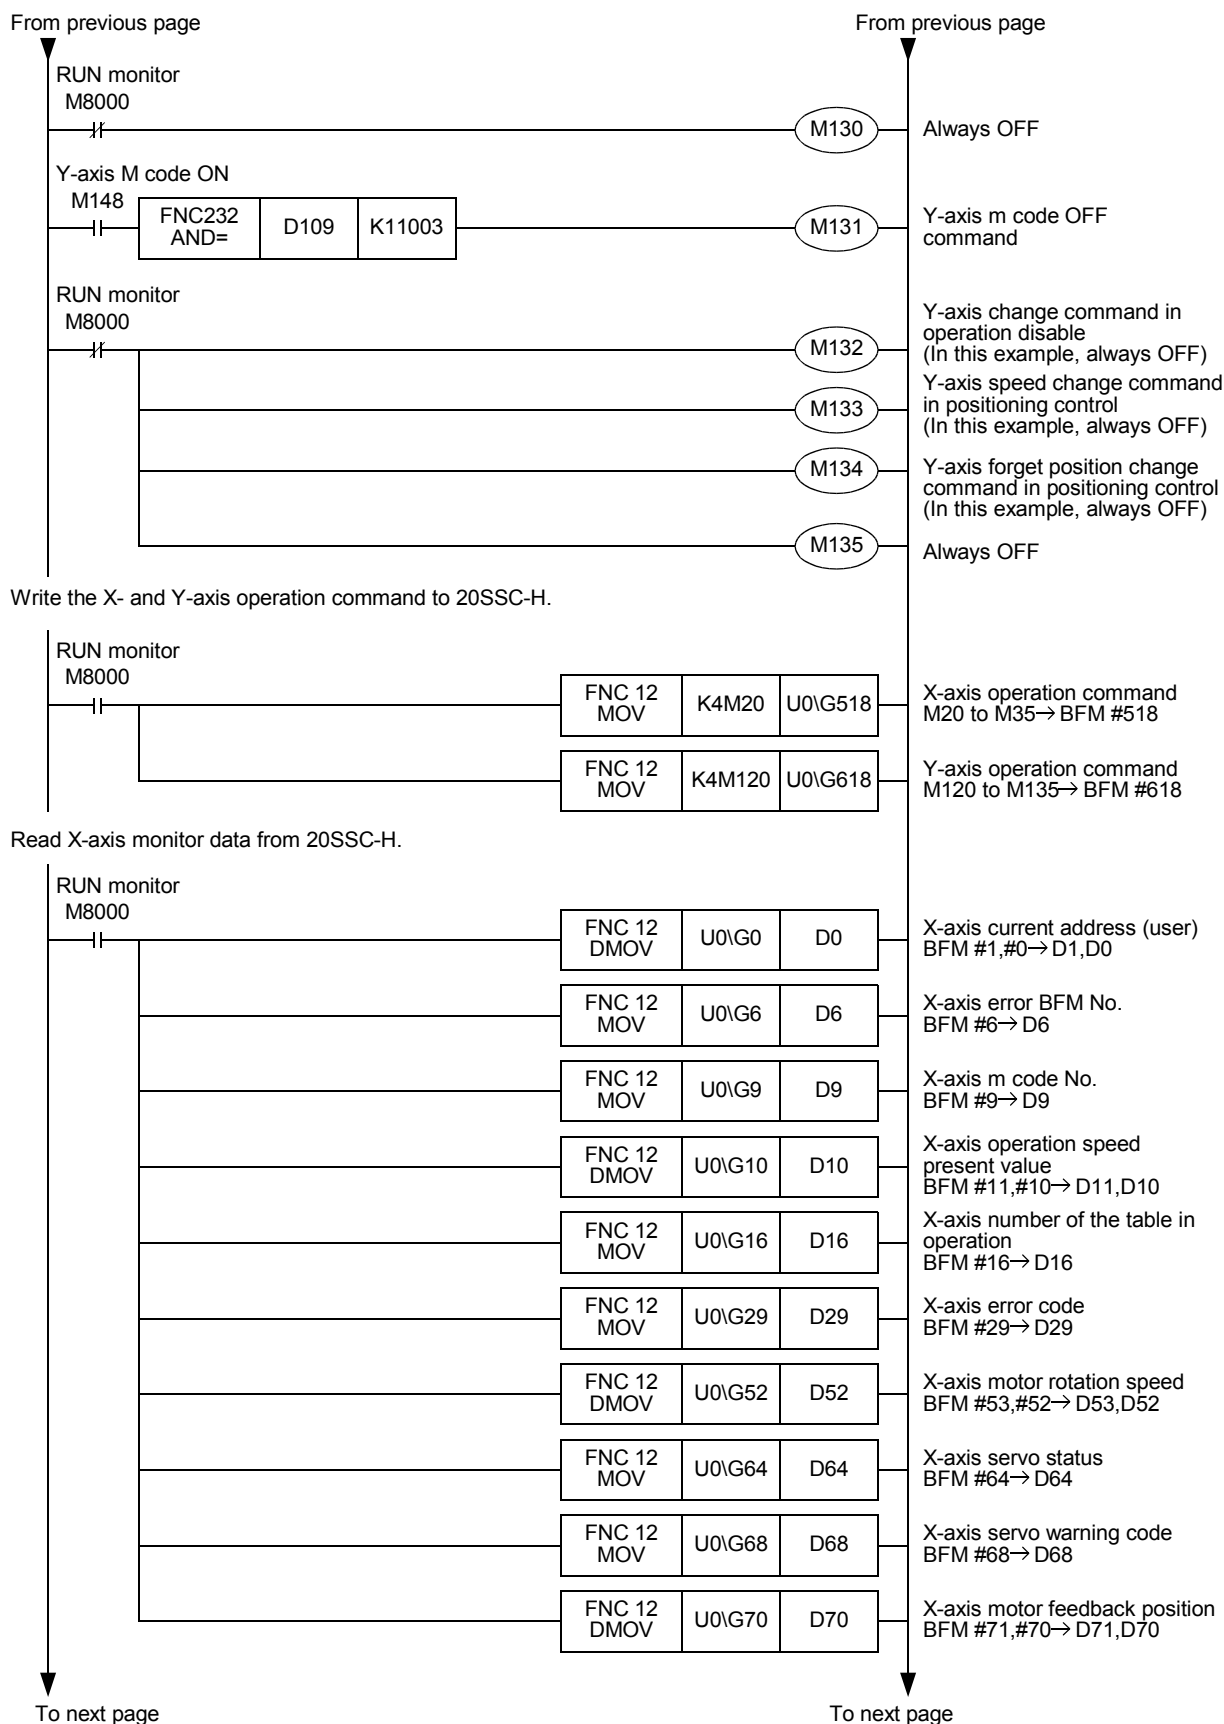 From previous page
From previous page
RUN monitor
M8000
M130
Always OFF
Y-axis M code ON
M148
FNC232
AND=
D109
K11003
M131
Y-axis m code OFF
command
RUN monitor
M8000
M132
Y-axis change command in
operation disable
(In this example, always OFF)
M133
Y-axis speed change command
in positioning control
(In this example, always OFF)
M134
Y-axis forget position change
command in positioning control
(In this example, always OFF)
M135
Always OFF
Write the X- and Y-axis operation command to 20SSC-H.
RUN monitor
M8000
FNC 12
MOV
K4M20
U0\G518
X-axis operation command
M20 to M35→ BFM #518
FNC 12
MOV
K4M120
U0\G618
Y-axis operation command
M120 to M135→ BFM #618
Read X-axis monitor data from 20SSC-H.
RUN monitor
M8000
FNC 12
DMOV
U0\G0
D0
X-axis current address (user)
BFM #1,#0→ D1,D0
FNC 12
MOV
U0\G6
D6
X-axis error BFM No.
BFM #6→ D6
FNC 12
MOV
U0\G9
D9
X-axis m code No.
BFM #9→ D9
FNC 12
DMOV
U0\G10
D10
X-axis operation speed
present value
BFM #11,#10→ D11,D10
FNC 12
MOV
U0\G16
D16
X-axis number of the table in
operation
BFM #16→ D16
FNC 12
MOV
U0\G29
D29
X-axis error code
BFM #29→ D29
FNC 12
DMOV
U0\G52
D52
X-axis motor rotation speed
BFM #53,#52→ D53,D52
FNC 12
MOV
U0\G64
D64
X-axis servo status
BFM #64→ D64
FNC 12
MOV
U0\G68
D68
X-axis servo warning code
BFM #68→ D68
FNC 12
DMOV
U0\G70
D70
X-axis motor feedback position
BFM #71,#70→ D71,D70
To next page
To next page